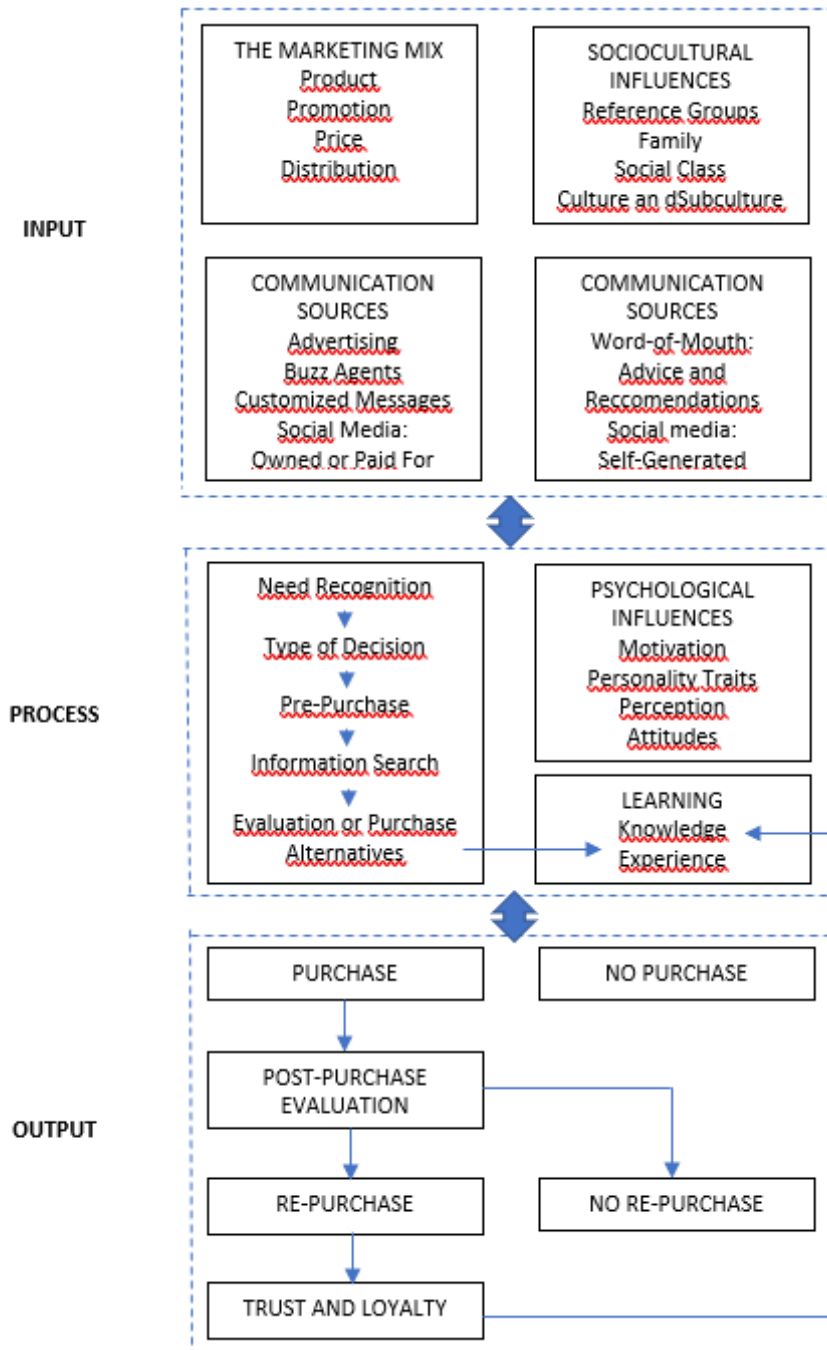 THE MARKETING MIX
Product
Promotion
Price
Distribution
SOCIOCULTURAL
INFLUENCES
Reference Groups
Family
Social Class
Culture an dSubculture
INPUT
COMMUNICATION
SOURCES
Advertising
Buzz Agents
Customized Messages
Social Media:
Owned or Paid For
COMMUNICATION
SOURCES
Word-of-Mouth:
Advice and
Reccomendations
Social media:
Self-Generated
PROCESS
Need Recognition
Type of Decision
Pre-Purchase
Information Search
Evaluation or Purchase
Alternatives
PSYCHOLOGICAL
INFLUENCES
Motivation
Personality Traits
Perception
Attitudes
LEARNING
Knowledge
Experience
OUTPUT
PURCHASE
NO PURCHASE
POST-PURCHASE
EVALUATION
RE-PURCHASE
NO RE-PURCHASE
TRUST AND LOYALTY